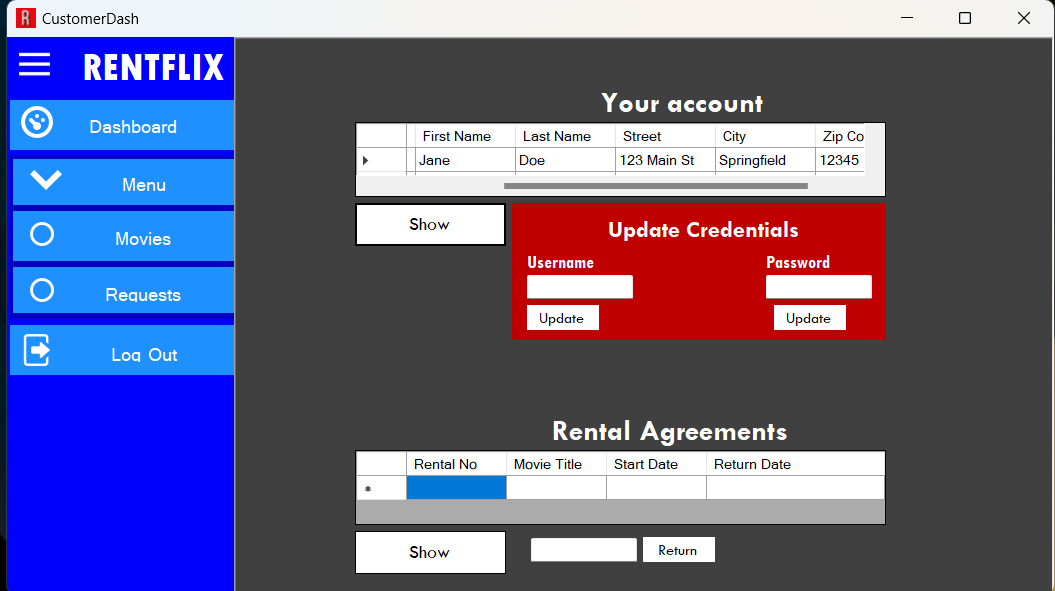 CustomerDash
RENTFLIX
Dashboard
Menu
Movies
Requests
Log Out
Your account
First Name Last Name Street City Zip Co
Jane Doe 123 Main St Springfield 12345
Show
Update Credentials
Username Password
Update Update
Rental Agreements
Rental No Movie Title Start Date Return Date
Show Return